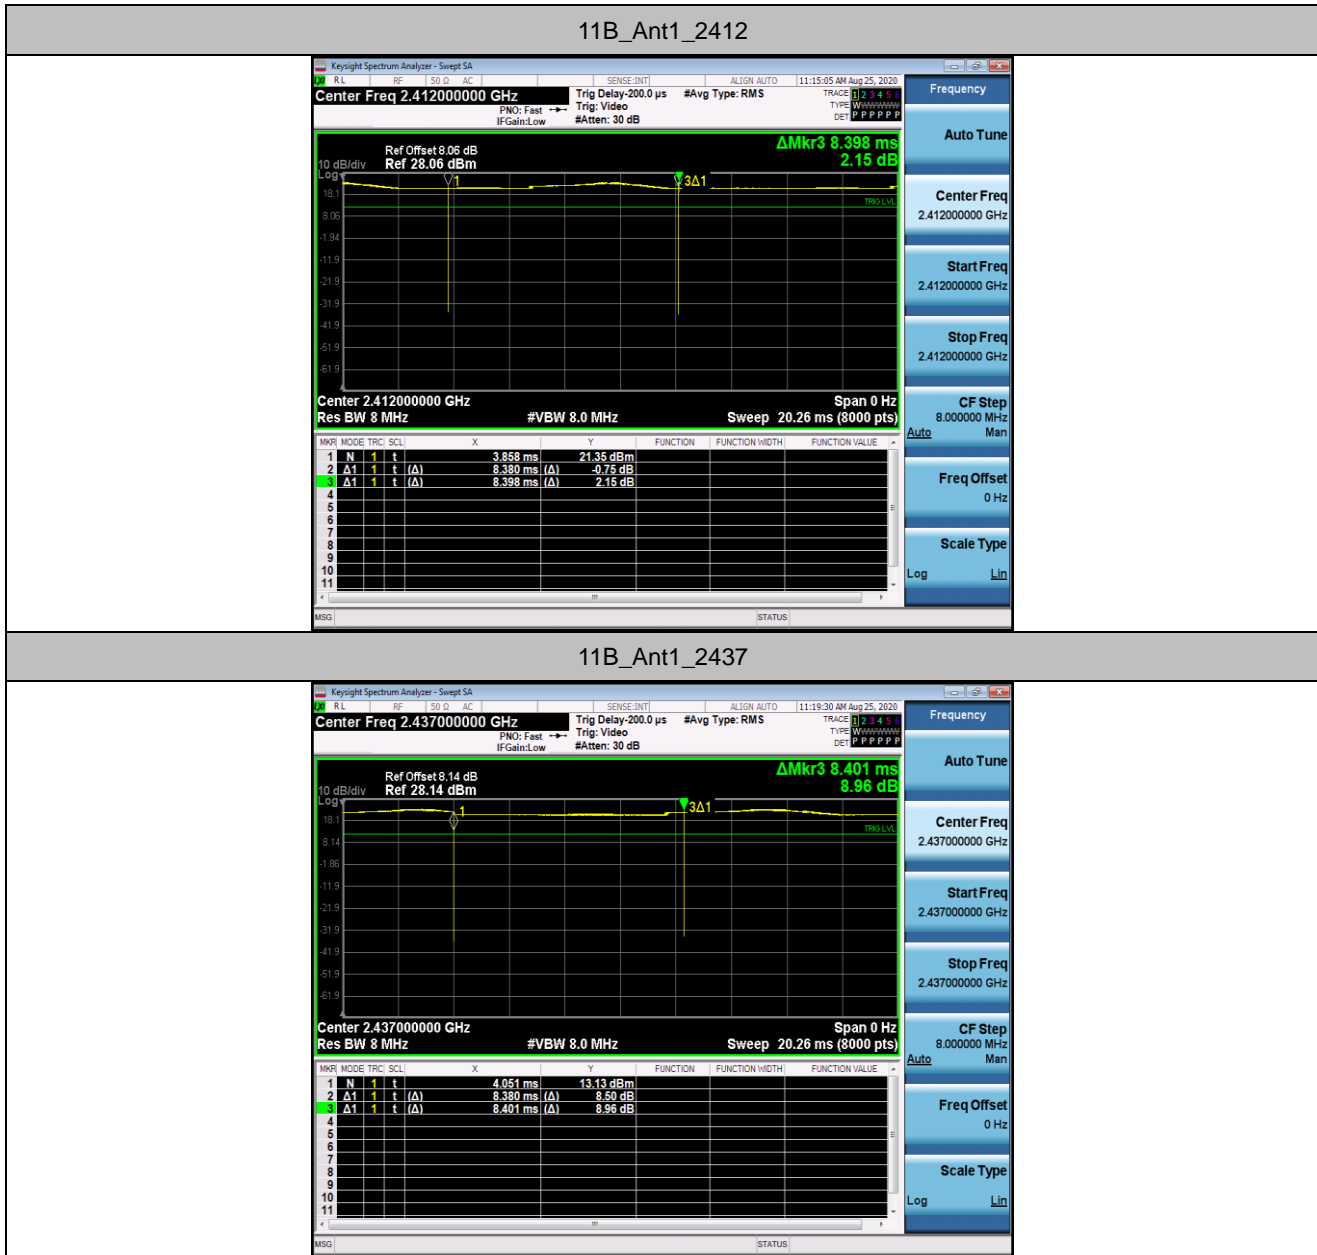 11B_Ant1_2412
Keysight Spectrum Analyzer - Swept SA
RL RF 50 Ω AC SENSE:INT ALIGN AUTO 11:15:05 AM Aug 25, 2020
Center Freq 2.412000000 GHz
PNO: Fast
IFGain:Low
Trig Delay-200.0 µs
Trig: Video
#Atten: 30 dB
#Avg Type: RMS
TRACE 1 2 3 4 5 6
TYPE W
DET P P P P P P
Frequency
Auto Tune
Center Freq
2.412000000 GHz
Start Freq
2.412000000 GHz
Stop Freq
2.412000000 GHz
CF Step
8.000000 MHz
Auto Man
Freq Offset
0 Hz
Scale Type
Log Lin
ΔMkr3 8.398 ms
2.15 dB
Ref Offset 8.06 dB
10 dB/div Ref 28.06 dBm
Log
1
3Δ1
18.1
TRIG LVL
8.06
-1.94
-11.9
-21.9
-31.9
-41.9
-51.9
-61.9
Center 2.412000000 GHz Span 0 Hz
Res BW 8 MHz #VBW 8.0 MHz Sweep 20.26 ms (8000 pts)
MKR MODE TRC SCL X Y FUNCTION FUNCTION WIDTH FUNCTION VALUE
1 N 1 t 3.858 ms 21.35 dBm
2 Δ1 1 t (Δ) 8.380 ms (Δ) -0.75 dB
3 Δ1 1 t (Δ) 8.398 ms (Δ) 2.15 dB
4
5
6
7
8
9
10
11
MSG STATUS
11B_Ant1_2437
Keysight Spectrum Analyzer - Swept SA
RL RF 50 Ω AC SENSE:INT ALIGN AUTO 11:19:30 AM Aug 25, 2020
Center Freq 2.437000000 GHz
PNO: Fast
IFGain:Low
Trig Delay-200.0 µs
Trig: Video
#Atten: 30 dB
#Avg Type: RMS
TRACE 1 2 3 4 5 6
TYPE W
DET P P P P P P
Frequency
Auto Tune
Center Freq
2.437000000 GHz
Start Freq
2.437000000 GHz
Stop Freq
2.437000000 GHz
CF Step
8.000000 MHz
Auto Man
Freq Offset
0 Hz
Scale Type
Log Lin
ΔMkr3 8.401 ms
8.96 dB
Ref Offset 8.14 dB
10 dB/div Ref 28.14 dBm
Log
1
3Δ1
18.1
TRIG LVL
8.14
-1.86
-11.9
-21.9
-31.9
-41.9
-51.9
-61.9
Center 2.437000000 GHz Span 0 Hz
Res BW 8 MHz #VBW 8.0 MHz Sweep 20.26 ms (8000 pts)
MKR MODE TRC SCL X Y FUNCTION FUNCTION WIDTH FUNCTION VALUE
1 N 1 t 4.051 ms 13.13 dBm
2 Δ1 1 t (Δ) 8.380 ms (Δ) 8.50 dB
3 Δ1 1 t (Δ) 8.401 ms (Δ) 8.96 dB
4
5
6
7
8
9
10
11
MSG STATUS